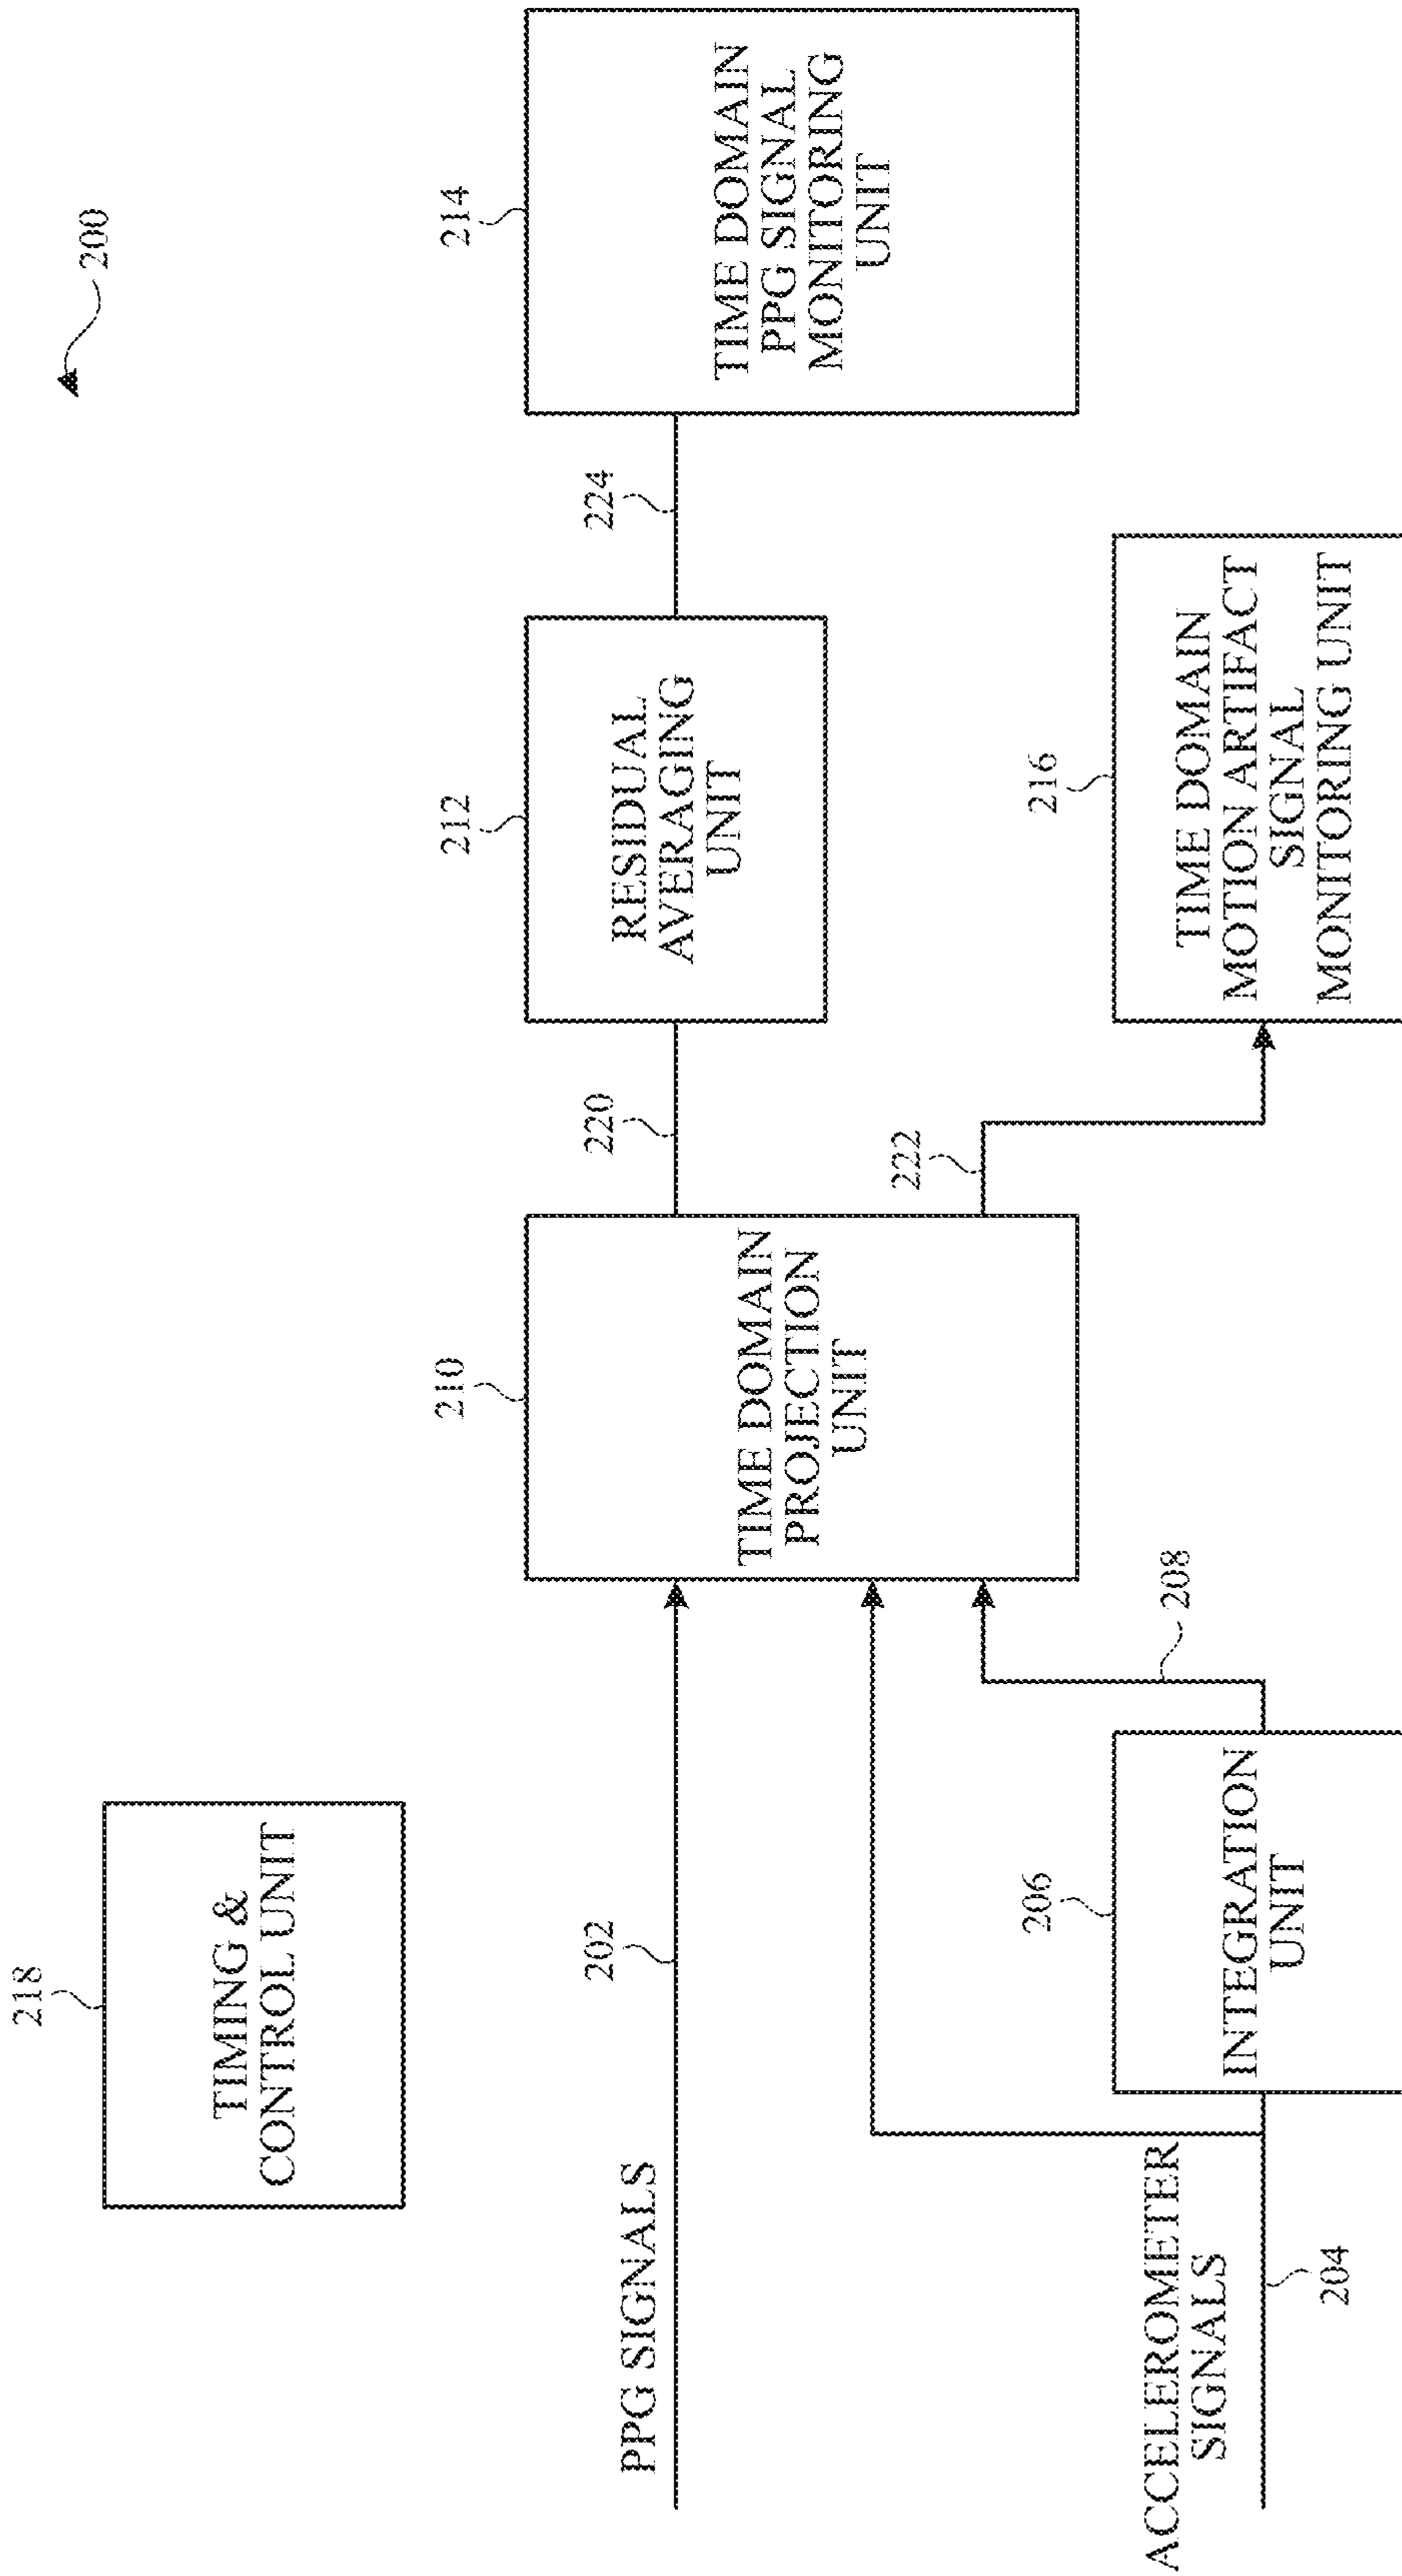 200
218
TIMING &
CONTROL UNIT
PPG SIGNALS
202
210
TIME DOMAIN
PROJECTION
UNIT
220
212
RESIDUAL
AVERAGING
UNIT
224
214
TIME DOMAIN
PPG SIGNAL
MONITORING
UNIT
ACCELEROMETER
SIGNALS
204
206
INTEGRATION
UNIT
208
222
216
TIME DOMAIN
MOTION ARTIFACT
SIGNAL
MONITORING UNIT